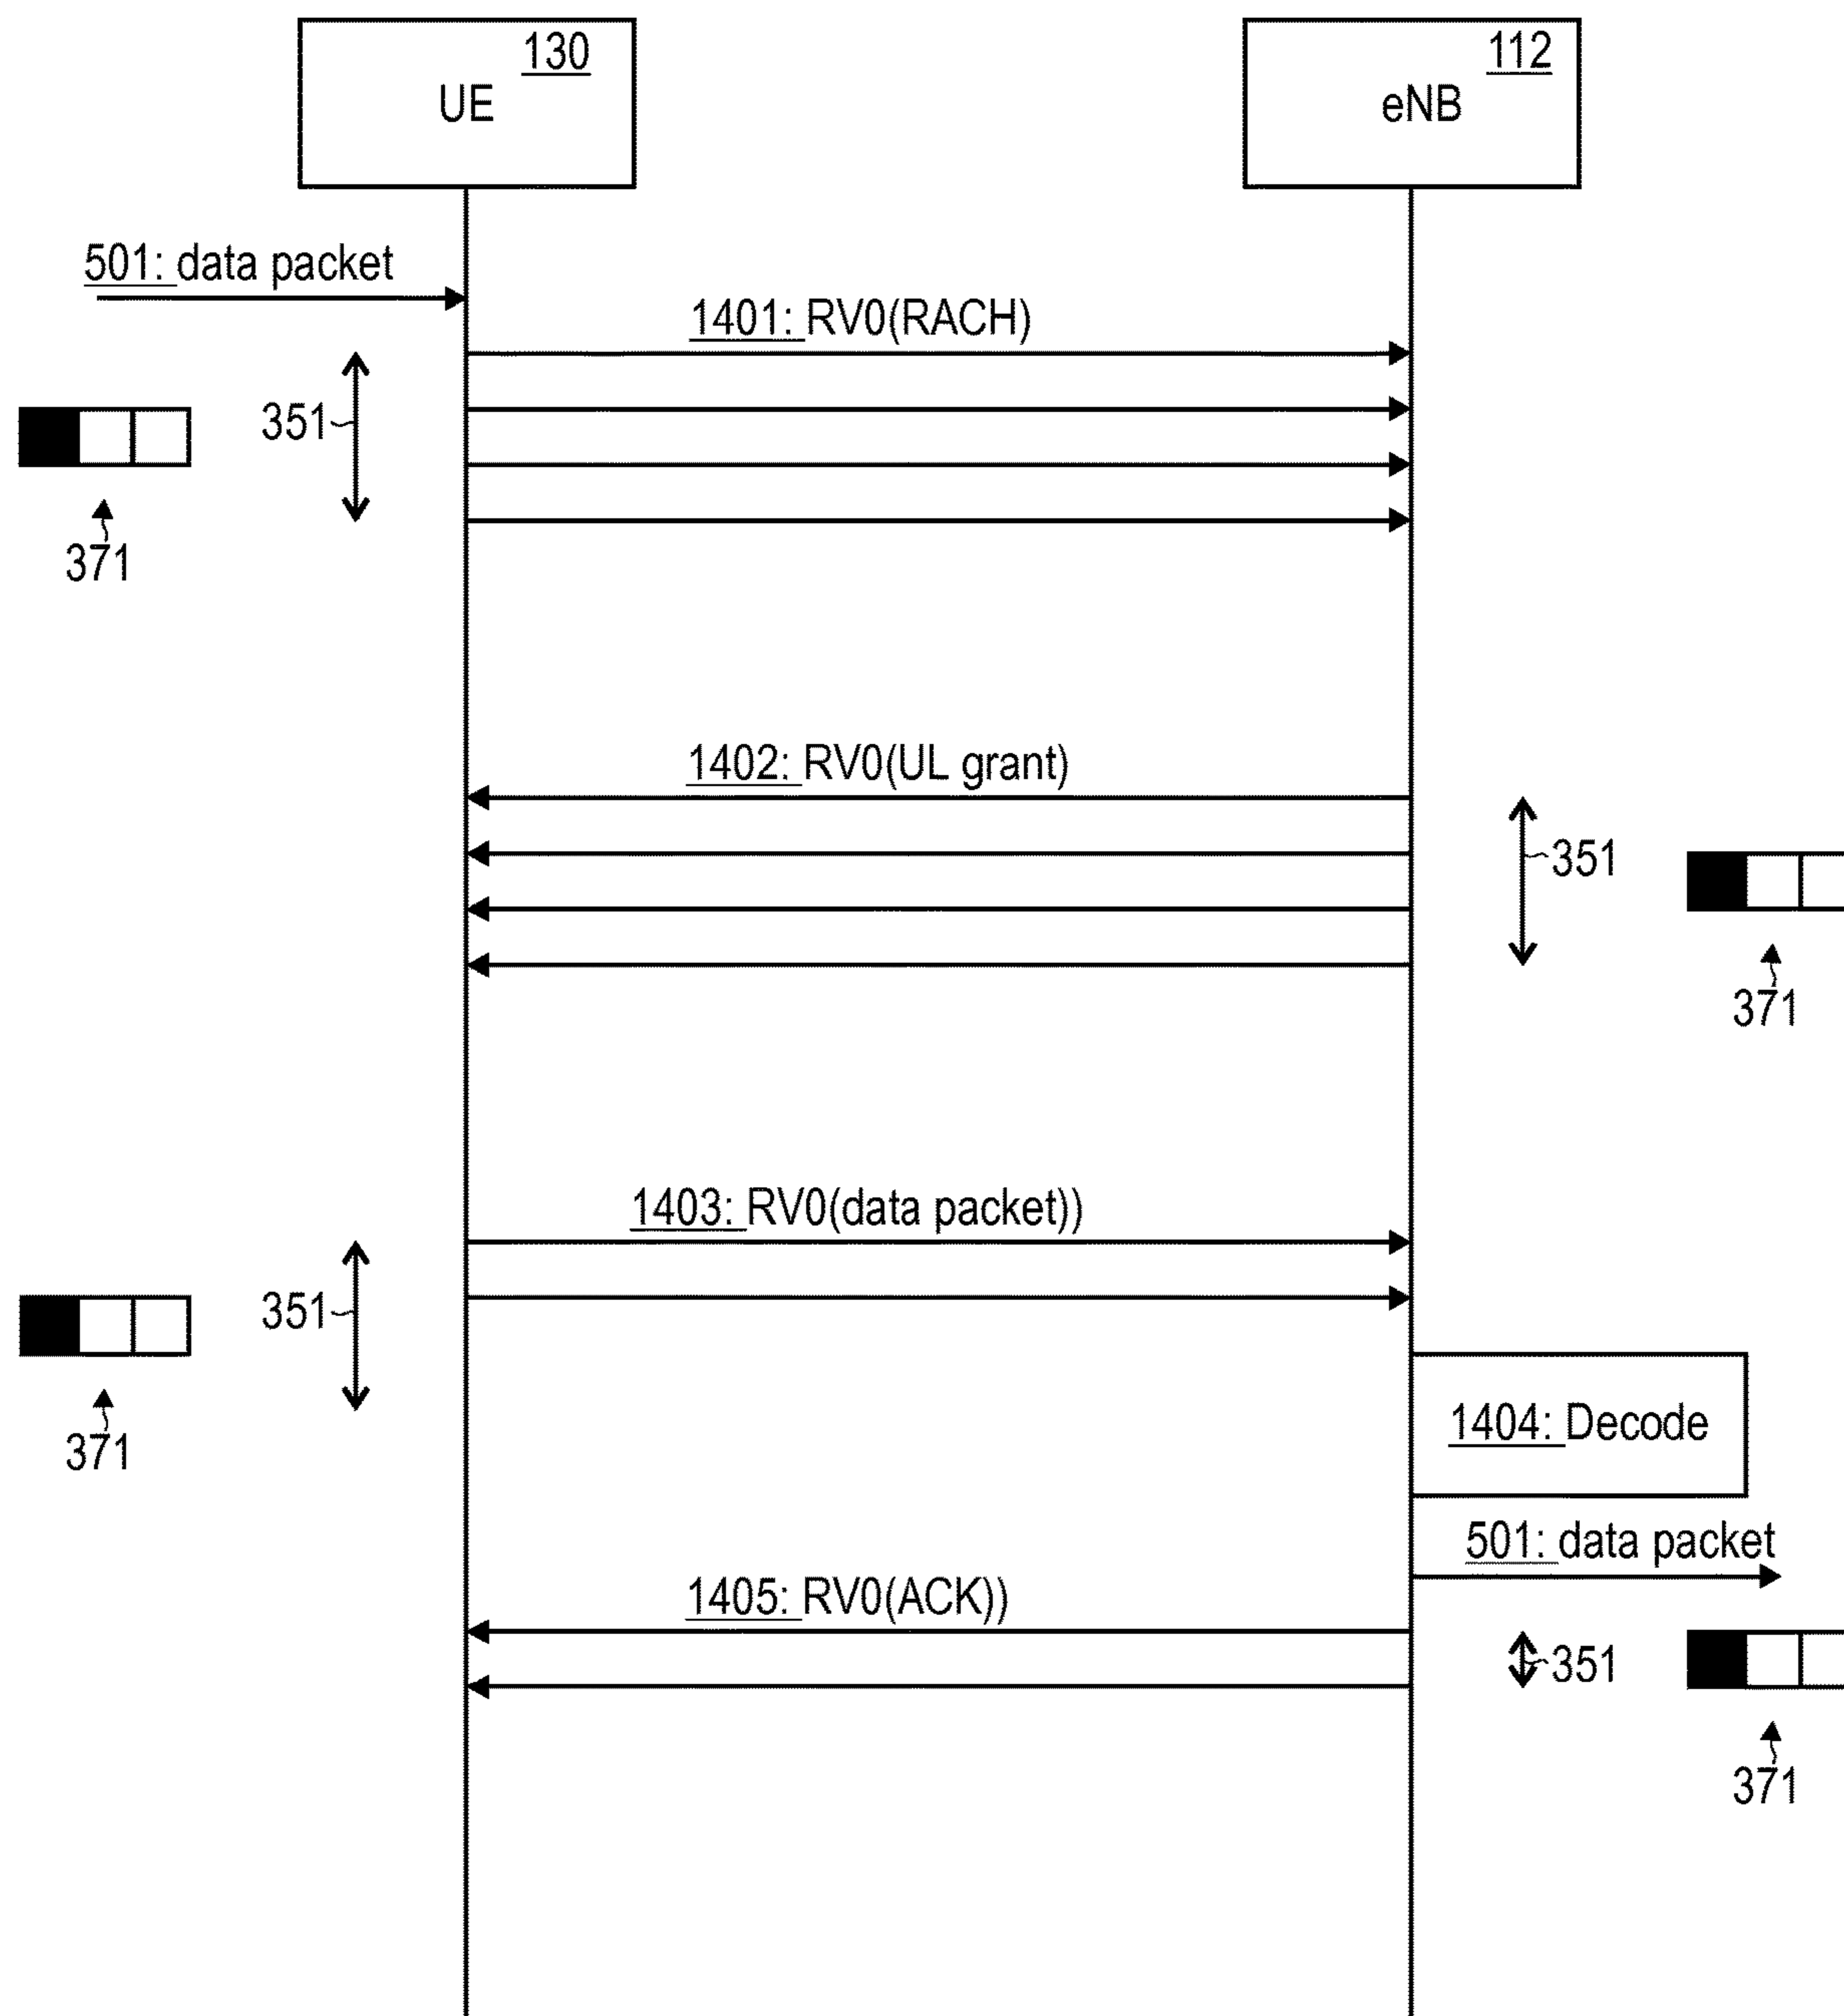 130
UE
112
eNB
501: data packet
1401: RV0(RACH)
351
371
1402: RV0(UL grant)
351
371
1403: RV0(data packet))
351
371
1404: Decode
501: data packet
1405: RV0(ACK))
351
371